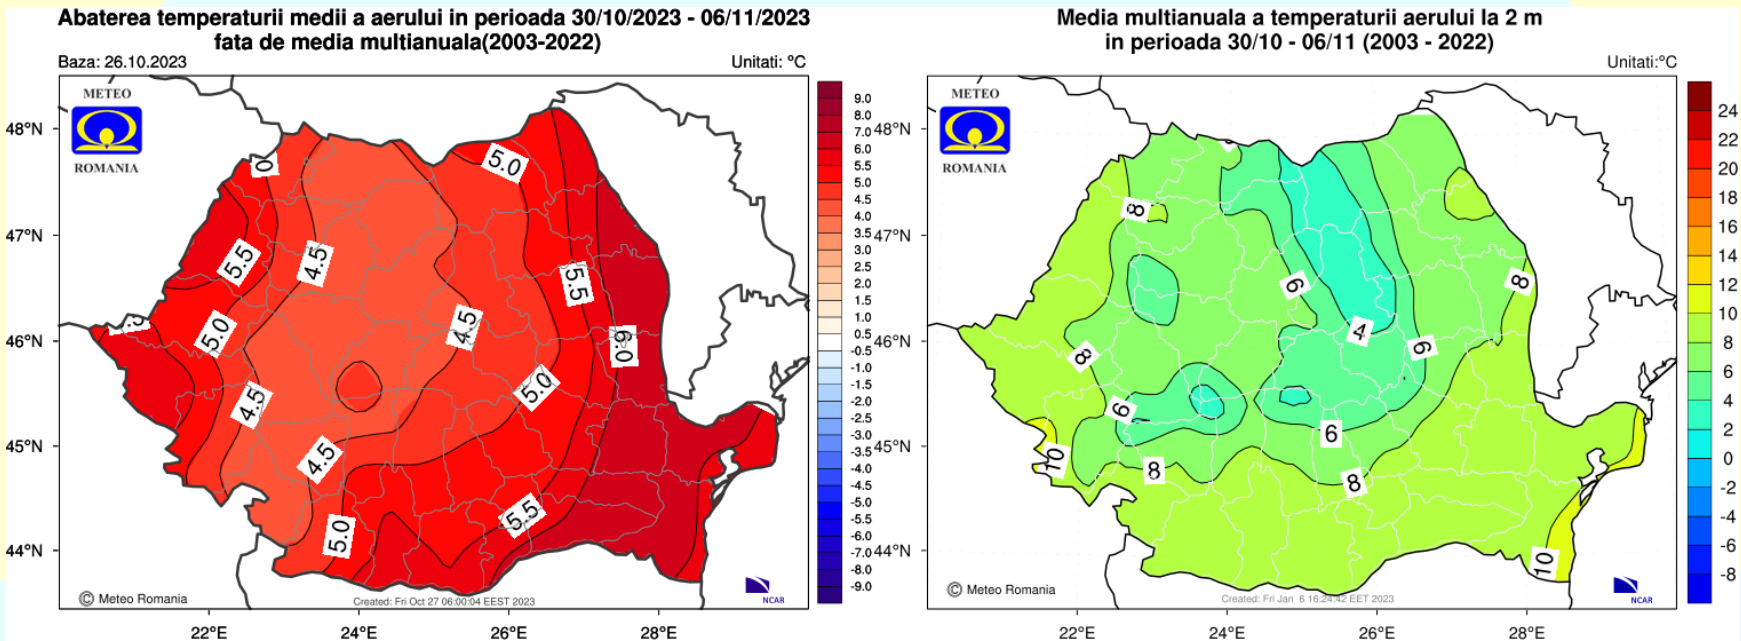 Abaterea temperaturii medii a aerului in perioada 30/10/2023 - 06/11/2023
fata de media multianuala(2003-2022)
Baza: 26.10.2023
Unitati: °C
METEO
ROMANIA
48°N
47°N
46°N
45°N
44°N
22°E
24°E
26°E
28°E
5.0
5.5
4.5
5.0
4.5
4.5
5.0
4.5
5.0
5.5
5.5
9.0
8.0
7.0
6.5
6.0
5.5
5.0
4.5
4.0
3.5
3.0
2.5
2.0
1.5
1.0
0.5
-0.5
-1.0
-1.5
-2.0
-2.5
-3.0
-3.5
-4.0
-4.5
-5.0
-5.5
-6.0
-7.0
-8.0
-9.0
© Meteo Romania
Created: Fri Oct 27 06:00:04 EEST 2023
NCAR
Media multianuala a temperaturii aerului la 2 m
in perioada 30/10 - 06/11 (2003 - 2022)
Unitati:°C
METEO
ROMANIA
48°N
47°N
46°N
45°N
44°N
22°E
24°E
26°E
28°E
8
6
8
4
6
8
6
6
10
8
8
10
24
22
20
18
16
14
12
10
8
6
4
2
0
-2
-4
-6
-8
© Meteo Romania
Created: Fri Jan 6 16:24:42 EET 2023
NCAR